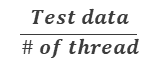 Test data
# of thread